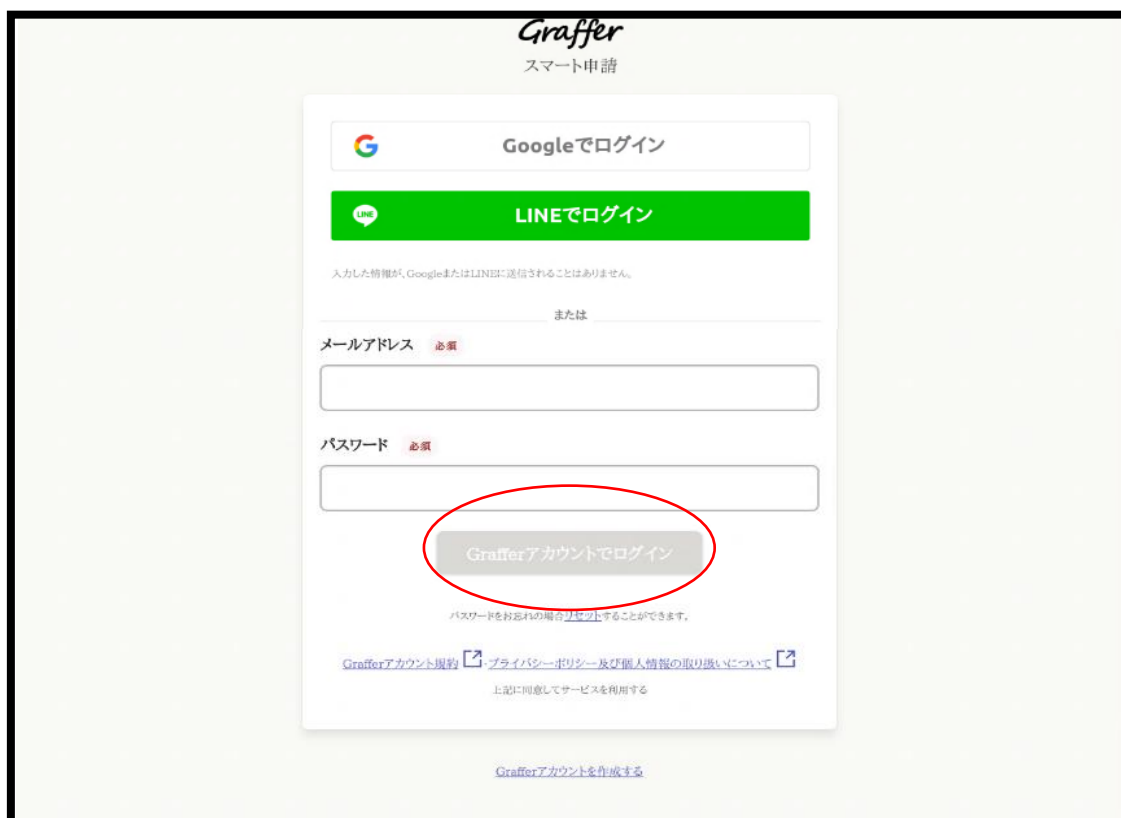 Graffer
スマート申請
Googleでログイン
LINE
LINEでログイン
入力した情報が、GoogleまたはLINEに送信されることはありません。
または
メールアドレス 必須
パスワード 必須
Grafferアカウントでログイン
パスワードをお忘れの場合リセットすることができます。
Grafferアカウント規約・プライバシーポリシー及び個人情報の取り扱いについて
上記に同意してサービスを利用する
Grafferアカウントを作成する